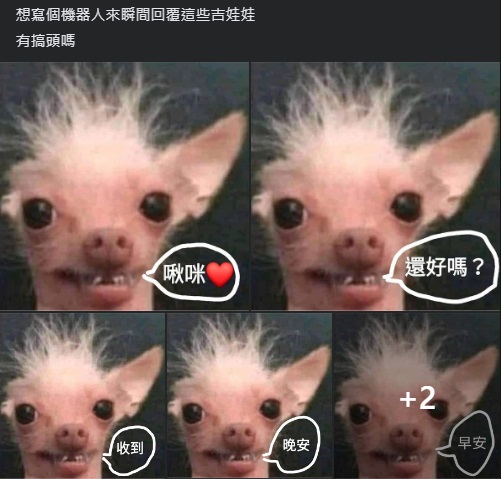 想寫個機器人來瞬間回覆這些吉娃娃
有搞頭嗎
啾咪❤️
還好嗎？
收到
晚安
+2
早安